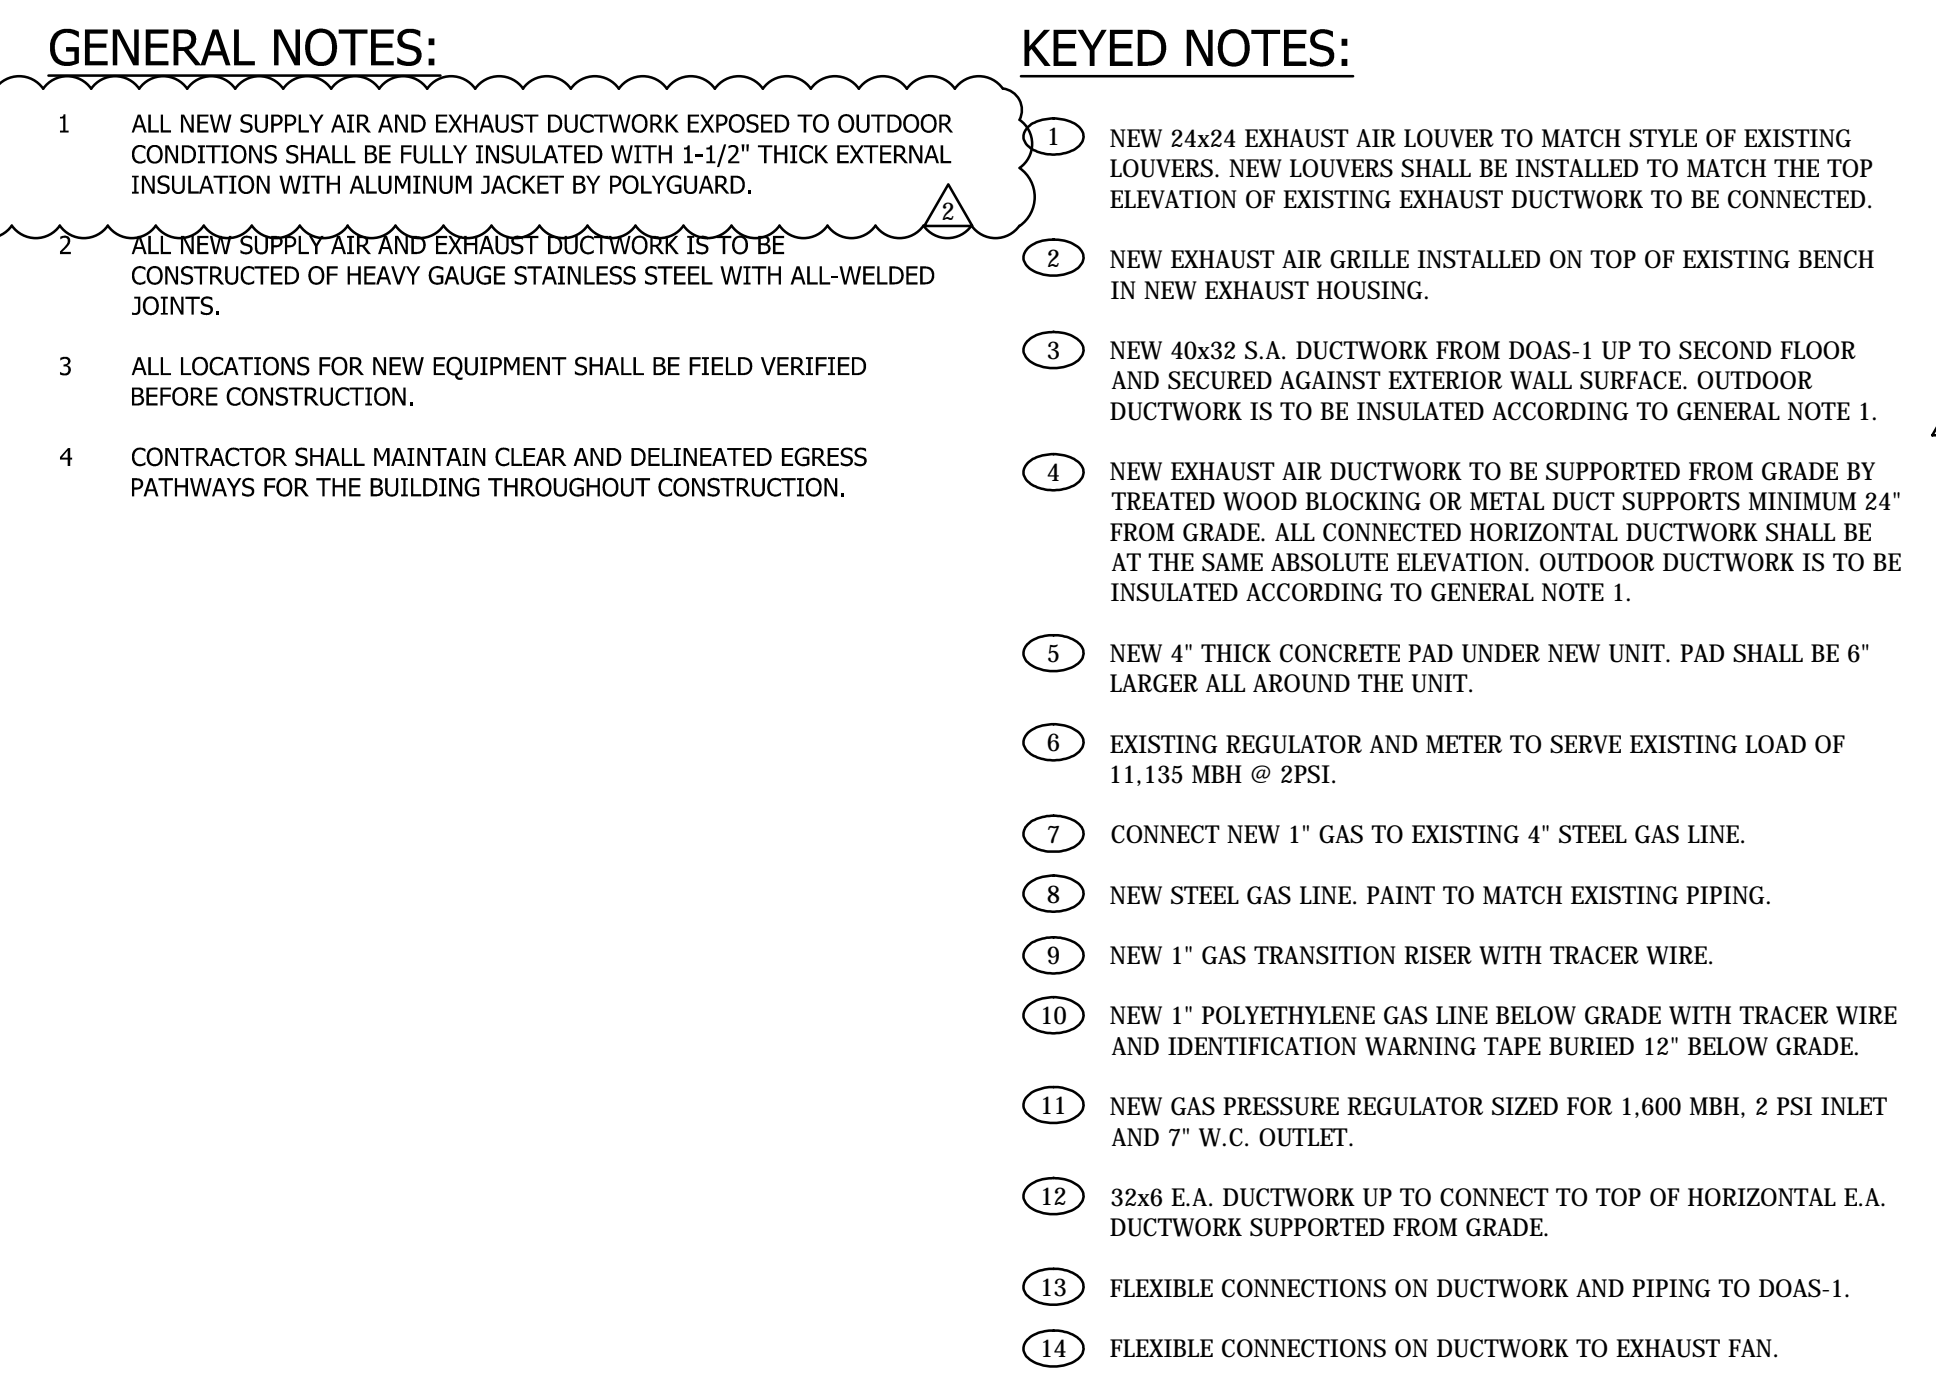 GENERAL NOTES:
1 ALL NEW SUPPLY AIR AND EXHAUST DUCTWORK EXPOSED TO OUTDOOR
CONDITIONS SHALL BE FULLY INSULATED WITH 1-1/2" THICK EXTERNAL
INSULATION WITH ALUMINUM JACKET BY POLYGUARD.
2
2 ALL NEW SUPPLY AIR AND EXHAUST DUCTWORK IS TO BE
CONSTRUCTED OF HEAVY GAUGE STAINLESS STEEL WITH ALL-WELDED
JOINTS.
3 ALL LOCATIONS FOR NEW EQUIPMENT SHALL BE FIELD VERIFIED
BEFORE CONSTRUCTION.
4 CONTRACTOR SHALL MAINTAIN CLEAR AND DELINEATED EGRESS
PATHWAYS FOR THE BUILDING THROUGHOUT CONSTRUCTION.
KEYED NOTES:
1 NEW 24x24 EXHAUST AIR LOUVER TO MATCH STYLE OF EXISTING
LOUVERS. NEW LOUVERS SHALL BE INSTALLED TO MATCH THE TOP
ELEVATION OF EXISTING EXHAUST DUCTWORK TO BE CONNECTED.
2 NEW EXHAUST AIR GRILLE INSTALLED ON TOP OF EXISTING BENCH
IN NEW EXHAUST HOUSING.
3 NEW 40x32 S.A. DUCTWORK FROM DOAS-1 UP TO SECOND FLOOR
AND SECURED AGAINST EXTERIOR WALL SURFACE. OUTDOOR
DUCTWORK IS TO BE INSULATED ACCORDING TO GENERAL NOTE 1.
4 NEW EXHAUST AIR DUCTWORK TO BE SUPPORTED FROM GRADE BY
TREATED WOOD BLOCKING OR METAL DUCT SUPPORTS MINIMUM 24"
FROM GRADE. ALL CONNECTED HORIZONTAL DUCTWORK SHALL BE
AT THE SAME ABSOLUTE ELEVATION. OUTDOOR DUCTWORK IS TO BE
INSULATED ACCORDING TO GENERAL NOTE 1.
5 NEW 4" THICK CONCRETE PAD UNDER NEW UNIT. PAD SHALL BE 6"
LARGER ALL AROUND THE UNIT.
6 EXISTING REGULATOR AND METER TO SERVE EXISTING LOAD OF
11,135 MBH @ 2PSI.
7 CONNECT NEW 1" GAS TO EXISTING 4" STEEL GAS LINE.
8 NEW STEEL GAS LINE. PAINT TO MATCH EXISTING PIPING.
9 NEW 1" GAS TRANSITION RISER WITH TRACER WIRE.
10 NEW 1" POLYETHYLENE GAS LINE BELOW GRADE WITH TRACER WIRE
AND IDENTIFICATION WARNING TAPE BURIED 12" BELOW GRADE.
11 NEW GAS PRESSURE REGULATOR SIZED FOR 1,600 MBH, 2 PSI INLET
AND 7" W.C. OUTLET.
12 32x6 E.A. DUCTWORK UP TO CONNECT TO TOP OF HORIZONTAL E.A.
DUCTWORK SUPPORTED FROM GRADE.
13 FLEXIBLE CONNECTIONS ON DUCTWORK AND PIPING TO DOAS-1.
14 FLEXIBLE CONNECTIONS ON DUCTWORK TO EXHAUST FAN.